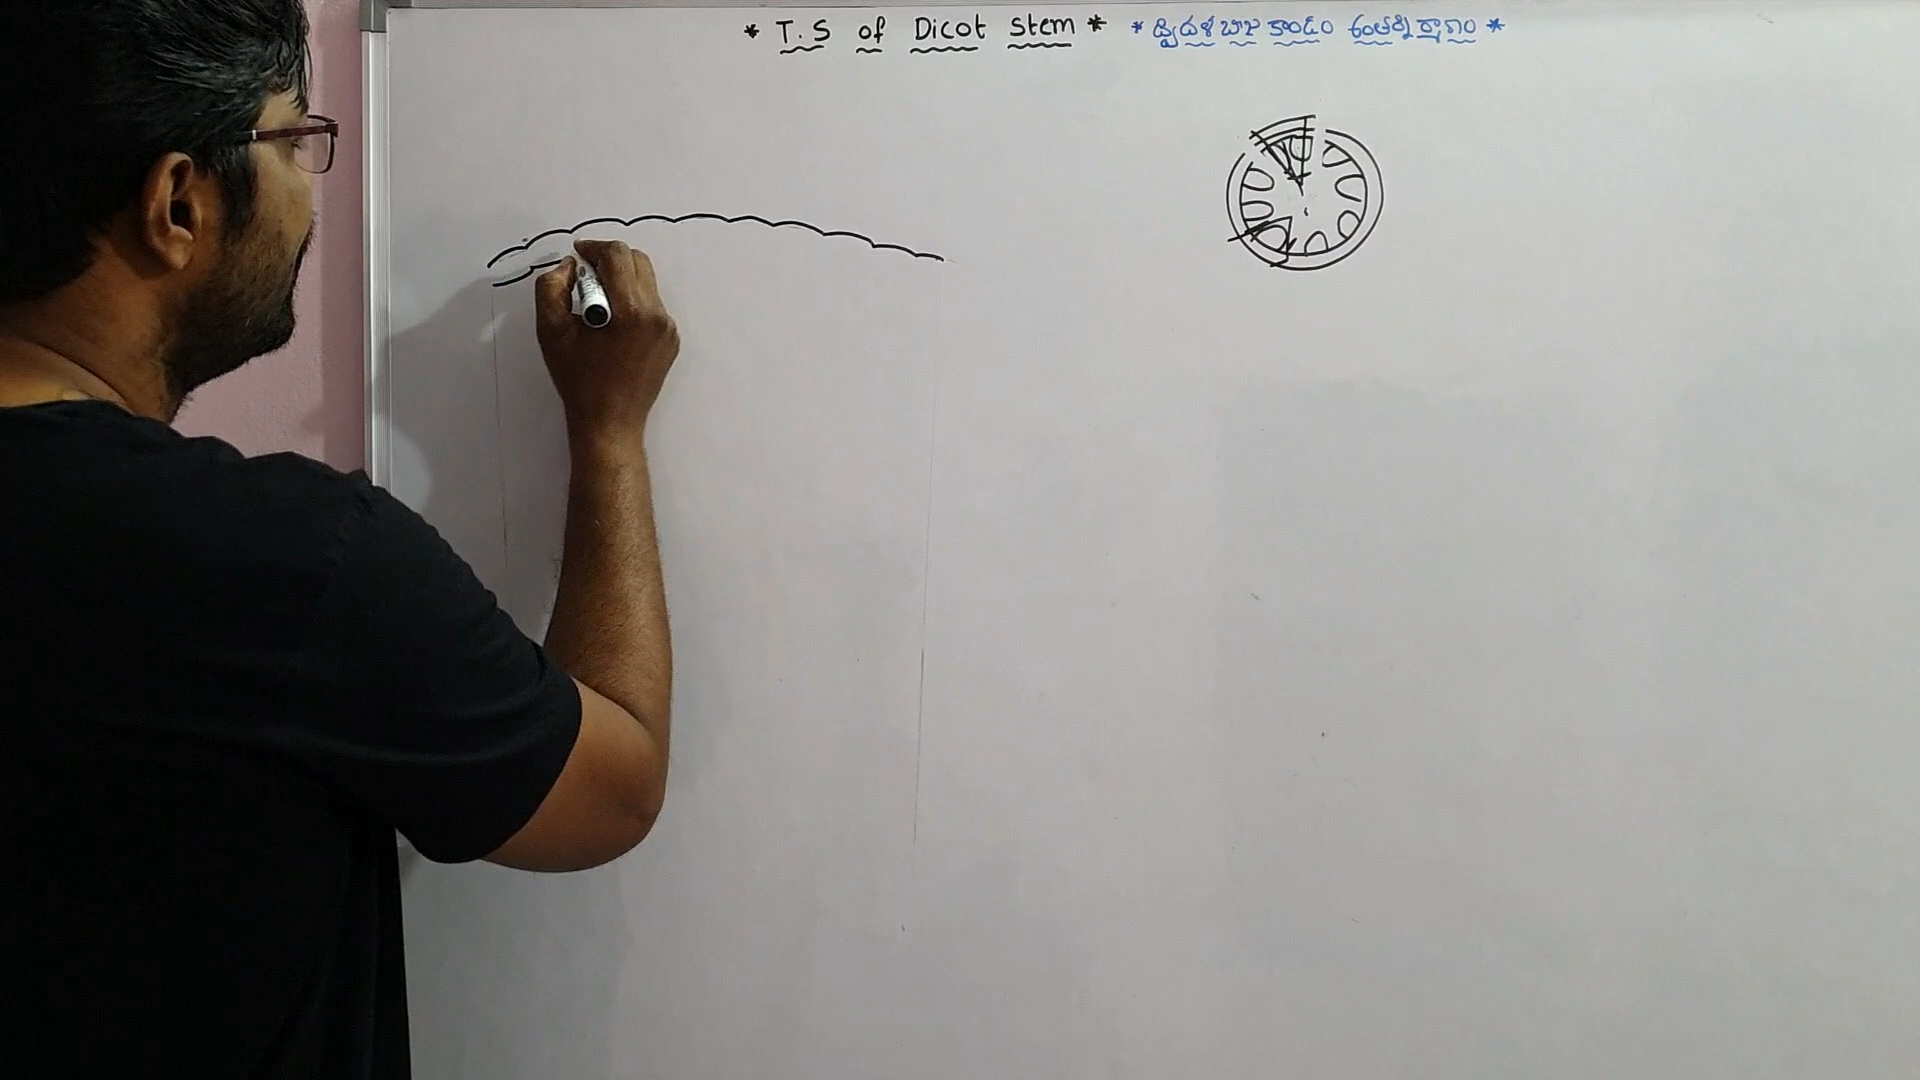 * T.S of Dicot Stem * * ద్విదళ బీజ కాండం అంతర్నిర్మాణం *